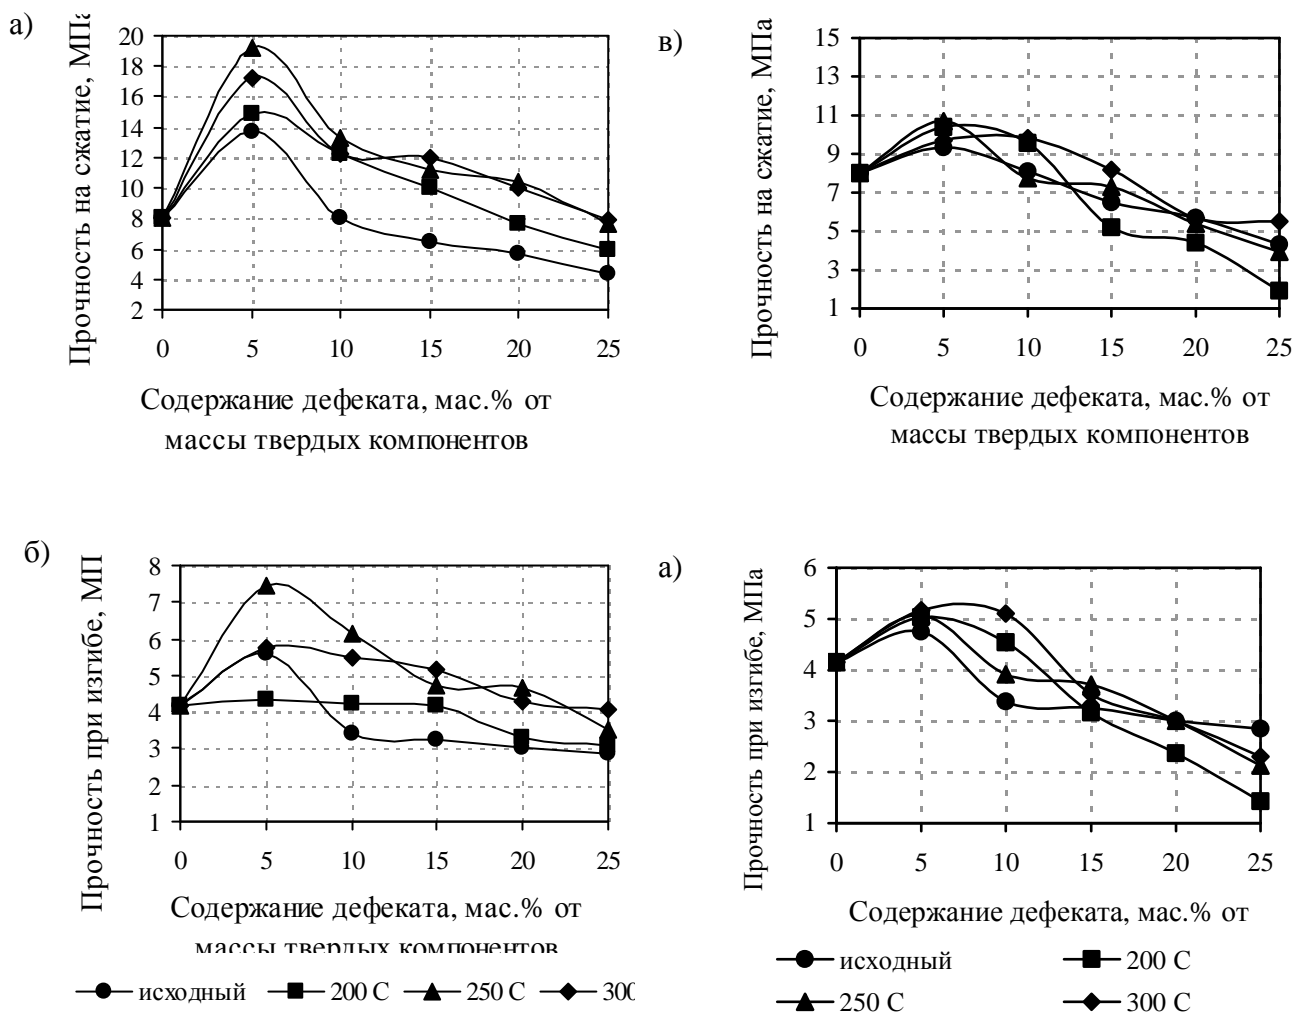 а)
Прочность на сжатие, МПа
20
18
16
14
12
10
8
6
4
2
0 5 10 15 20 25
Содержание дефеката, мас.% от
массы твердых компонентов
в)
Прочность на сжатие, МПа
15
13
11
9
7
5
3
1
0 5 10 15 20 25
Содержание дефеката, мас.% от
массы твердых компонентов
б)
Прочность при изгибе, МП
8
7
6
5
4
3
2
1
0 5 10 15 20 25
Содержание дефеката, мас.% от
массы твердых компонентов
исходный 200 С 250 С 300
а)
Прочность при изгибе, МПа
6
5
4
3
2
1
0 5 10 15 20 25
Содержание дефеката, мас.% от
исходный 200 С
250 С 300 С